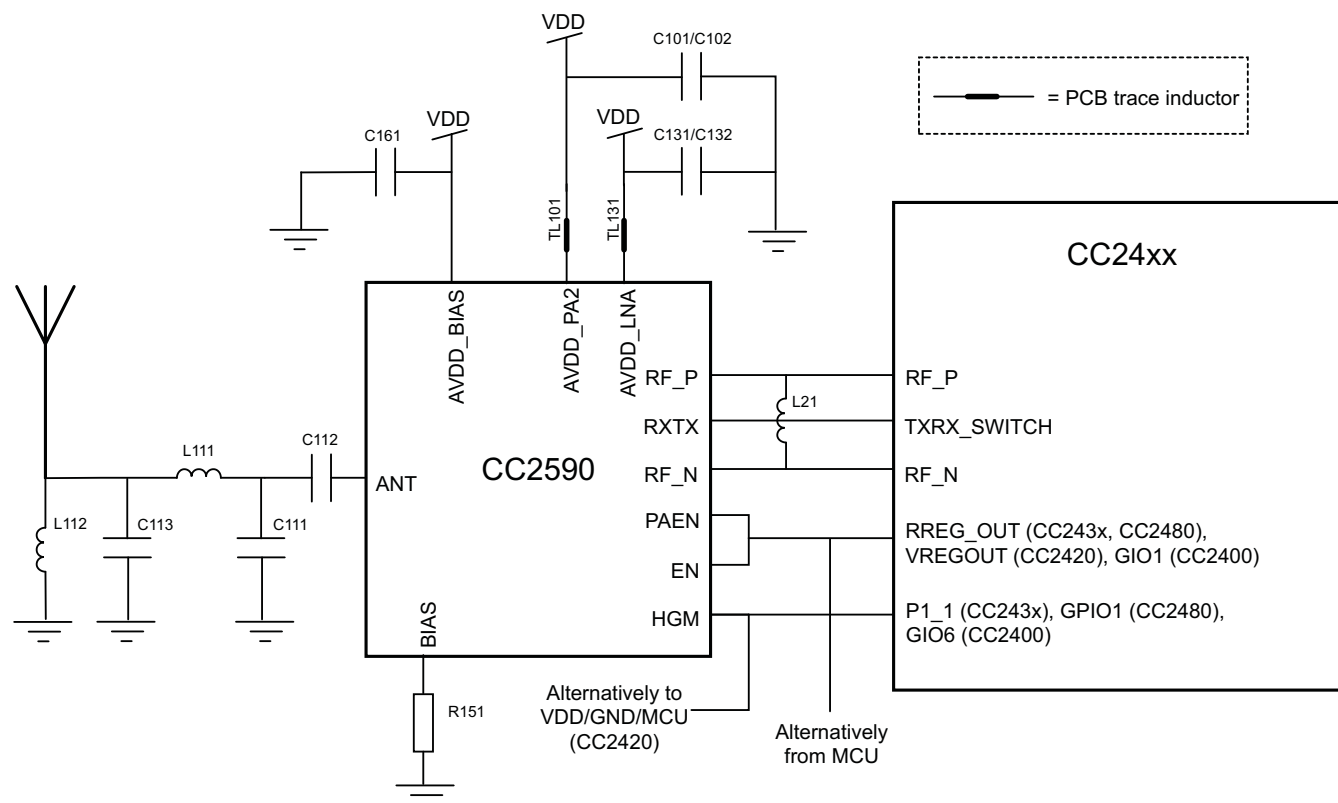 VDD
C101/C102
= PCB trace inductor
VDD
VDD
C161
C131/C132
TL101
TL131
CC24xx
AVDD_BIAS
AVDD_PA2
AVDD_LNA
RF_P
RF_P
L21
RXTX
TXRX_SWITCH
L111
C112
CC2590
ANT
RF_N
RF_N
L112
C113
C111
PAEN
RREG_OUT (CC243x, CC2480),
VREGOUT (CC2420), GIO1 (CC2400)
EN
BIAS
HGM
P1_1 (CC243x), GPIO1 (CC2480),
GIO6 (CC2400)
R151
Alternatively to
VDD/GND/MCU
(CC2420)
Alternatively
from MCU